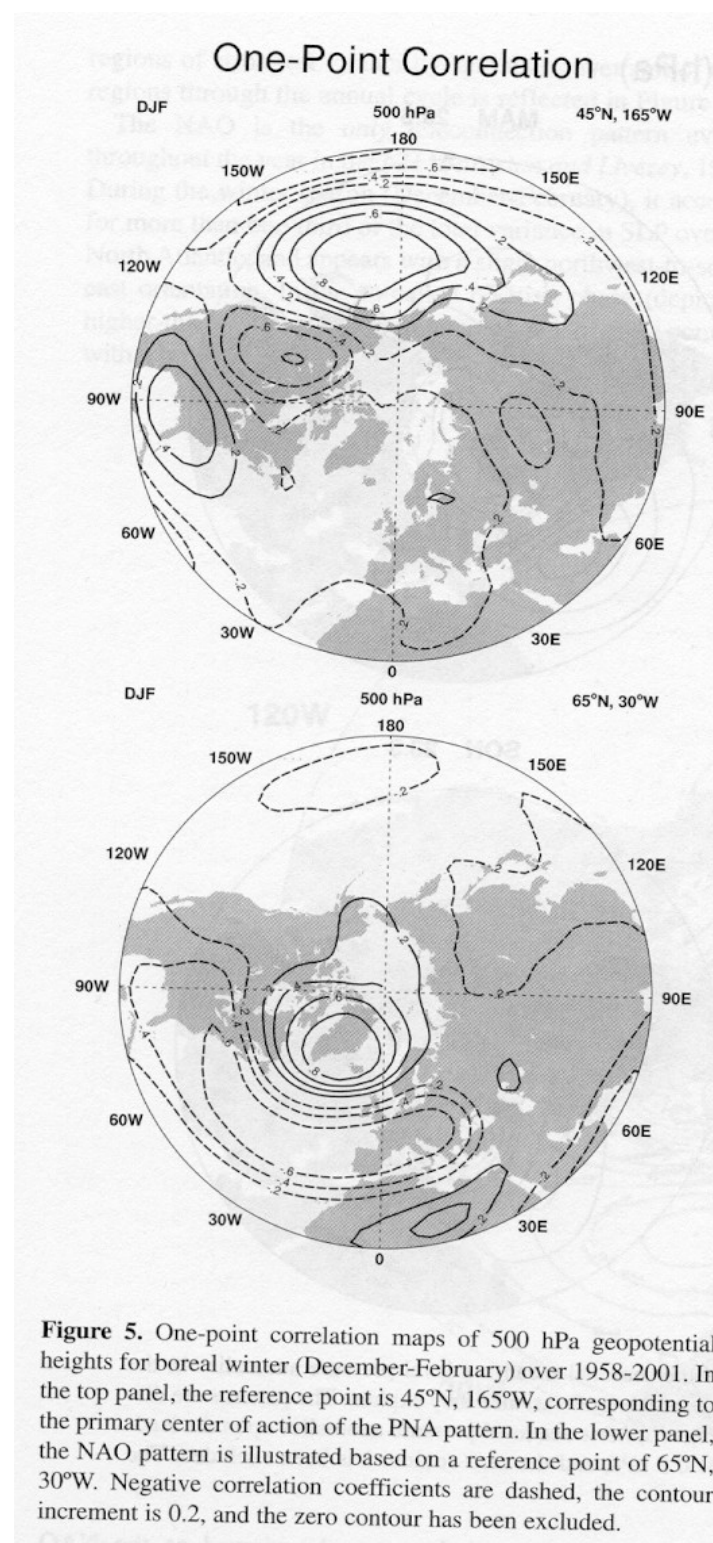 One-Point Correlation
DJF 500 hPa 45°N, 165°W
180
150W 150E
120W 120E
90W 90E
60W 60E
30W 30E
0
DJF 500 hPa 65°N, 30°W
180
150W 150E
120W 120E
90W 90E
60W 60E
30W 30E
0
Figure 5. One-point correlation maps of 500 hPa geopotential
heights for boreal winter (December-February) over 1958-2001. In
the top panel, the reference point is 45°N, 165°W, corresponding to
the primary center of action of the PNA pattern. In the lower panel,
the NAO pattern is illustrated based on a reference point of 65°N,
30°W. Negative correlation coefficients are dashed, the contour
increment is 0.2, and the zero contour has been excluded.